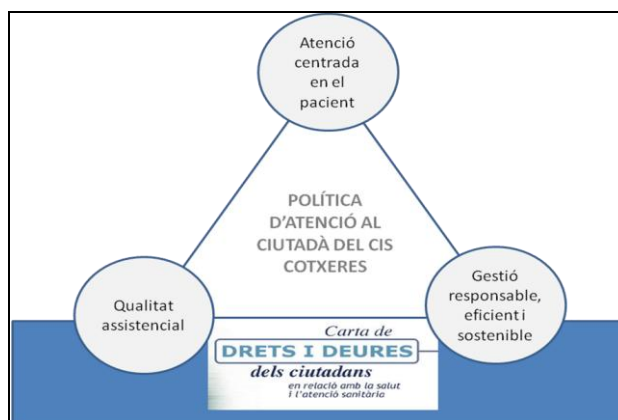 Atenció
centrada
en el
pacient
POLÍTICA
D'ATENCIÓ AL
CIUTADÀ DEL CIS
COTXERES
Qualitat
assistencial
Gestió
responsable,
eficient i
sostenible
Carta de
DRETS I DEURES
dels ciutadans
en relació amb la salut
i l'atenció sanitària